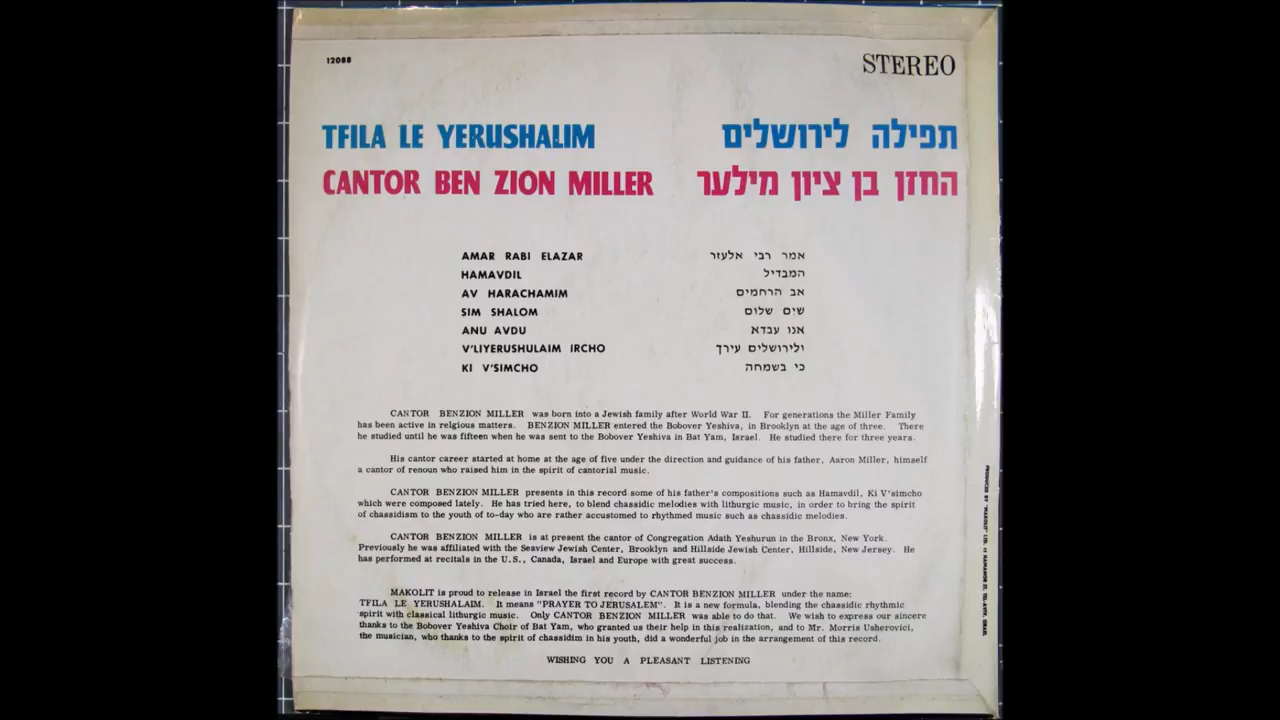 12088
STEREO
TFILA LE YERUSHALIM
תפילה לירושלים
CANTOR BEN ZION MILLER
החזן בן ציון מילער
AMAR RABI ELAZAR
אמר רבי אלעזר
HAMAVDIL
המבדיל
AV HARACHAMIM
אב הרחמים
SIM SHALOM
שים שלום
ANU AVDU
אנו עבדא
V'LIYERUSHULAIM IRCHO
ולירושלים עירך
KI V'SIMCHO
כי בשמחה
CANTOR BENZION MILLER was born into a Jewish family after World War II. For generations the Miller Family
has been active in relgious matters. BENZION MILLER entered the Bobover Yeshiva, in Brooklyn at the age of three. There
he studied until he was fifteen when he was sent to the Bobover Yeshiva in Bat Yam, Israel. He studied there for three years.
His cantor career started at home at the age of five under the direction and guidance of his father, Aaron Miller, himself
a cantor of renoun who raised him in the spirit of cantorial music.
CANTOR BENZION MILLER presents in this record some of his father's compositions such as Hamavdil, Ki V'simcho
which were composed lately. He has tried here, to blend chassidic melodies with lithurgic music, in order to bring the spirit
of chassidism to the youth of to-day who are rather accustomed to rhythmed music such as chassidic melodies.
CANTOR BENZION MILLER is at present the cantor of Congregation Adath Yeshurun in the Bronx, New York.
Previously he was affiliated with the Seaview Jewish Center, Brooklyn and Hillside Jewish Center, Hillside, New Jersey. He
has performed at recitals in the U.S., Canada, Israel and Europe with great success.
MAKOLIT is proud to release in Israel the first record by CANTOR BENZION MILLER under the name:
TFILA LE YERUSHALAIM. It means "PRAYER TO JERUSALEM". It is a new formula, blending the chassidic rhythmic
spirit with classical lithurgic music. Only CANTOR BENZION MILLER was able to do that. We wish to express our sincere
thanks to the Bobover Yeshiva Choir of Bat Yam, who granted us their help in this realization, and to Mr. Morris Usherovici,
the musician, who thanks to the spirit of chassidim in his youth, did a wonderful job in the arrangement of this record.
WISHING YOU A PLEASANT LISTENING
PRODUCED BY "MAKOLIT" LTD. HAMANOR ST. TEL-AVIV, ISRAEL